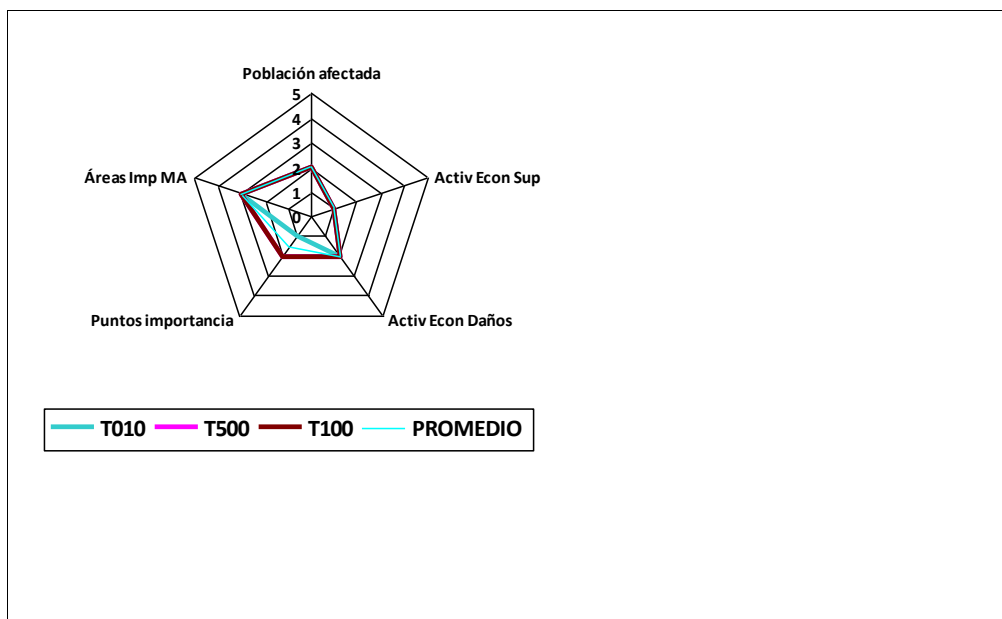 Población afectada
5
4
3
2
1
0
Áreas Imp MA
Activ Econ Sup
Puntos importancia
Activ Econ Daños
T010 T500 T100 PROMEDIO